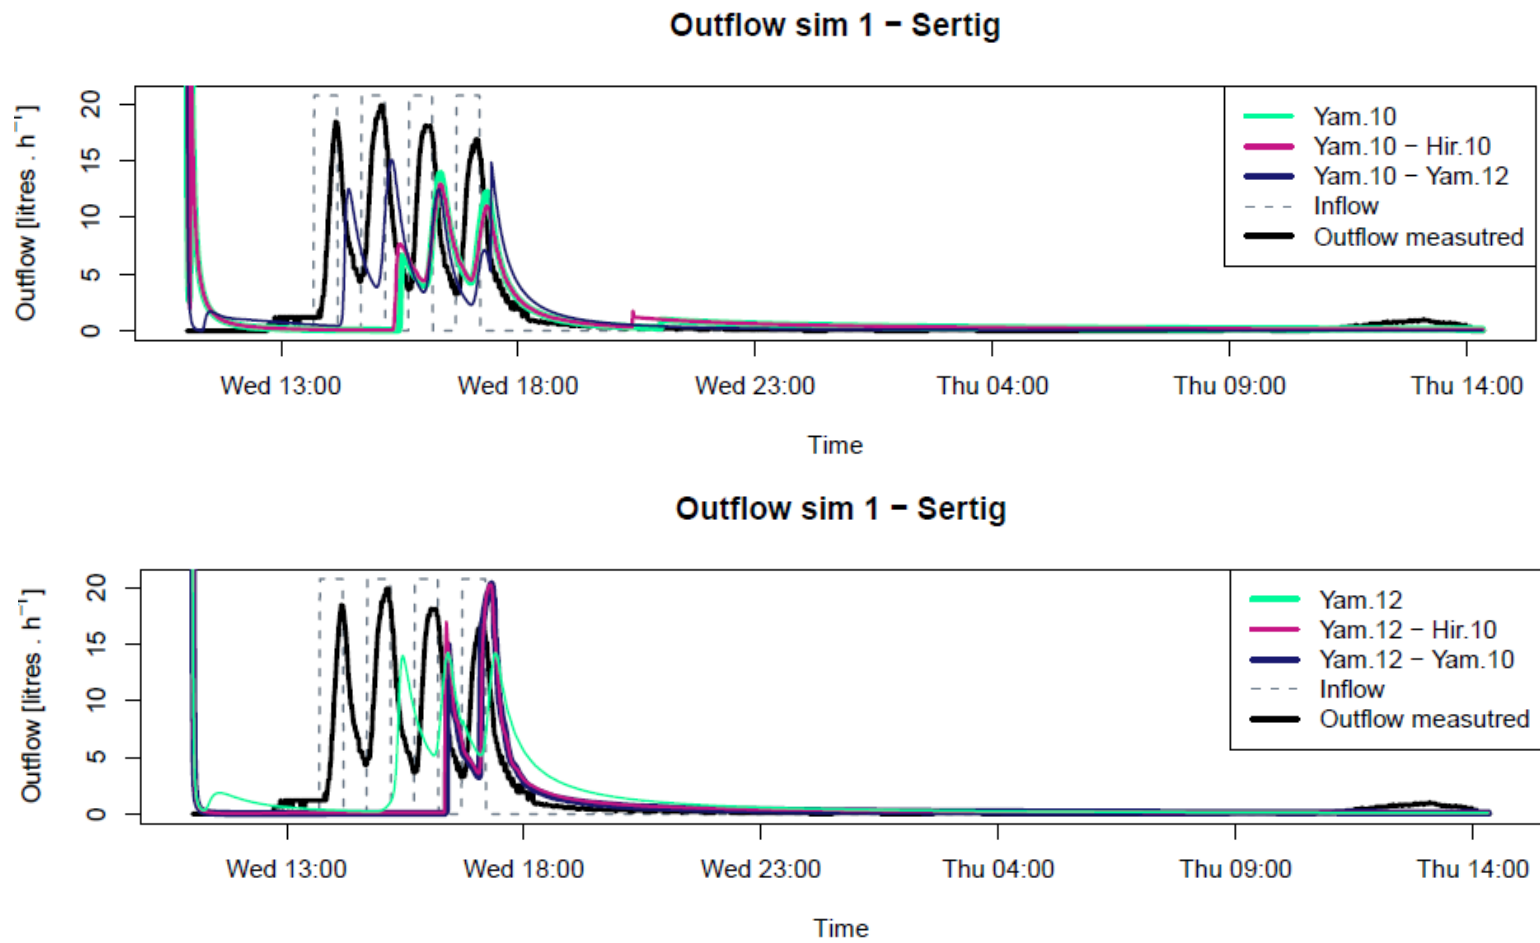 Outflow sim 1 − Sertig
Outflow [litres . h⁻¹]
20
15
10
5
0
Yam.10
Yam.10 − Hir.10
Yam.10 − Yam.12
Inflow
Outflow measutred
Wed 13:00 Wed 18:00 Wed 23:00 Thu 04:00 Thu 09:00 Thu 14:00
Time
Outflow sim 1 − Sertig
Outflow [litres . h⁻¹]
20
15
10
5
0
Yam.12
Yam.12 − Hir.10
Yam.12 − Yam.10
Inflow
Outflow measutred
Wed 13:00 Wed 18:00 Wed 23:00 Thu 04:00 Thu 09:00 Thu 14:00
Time